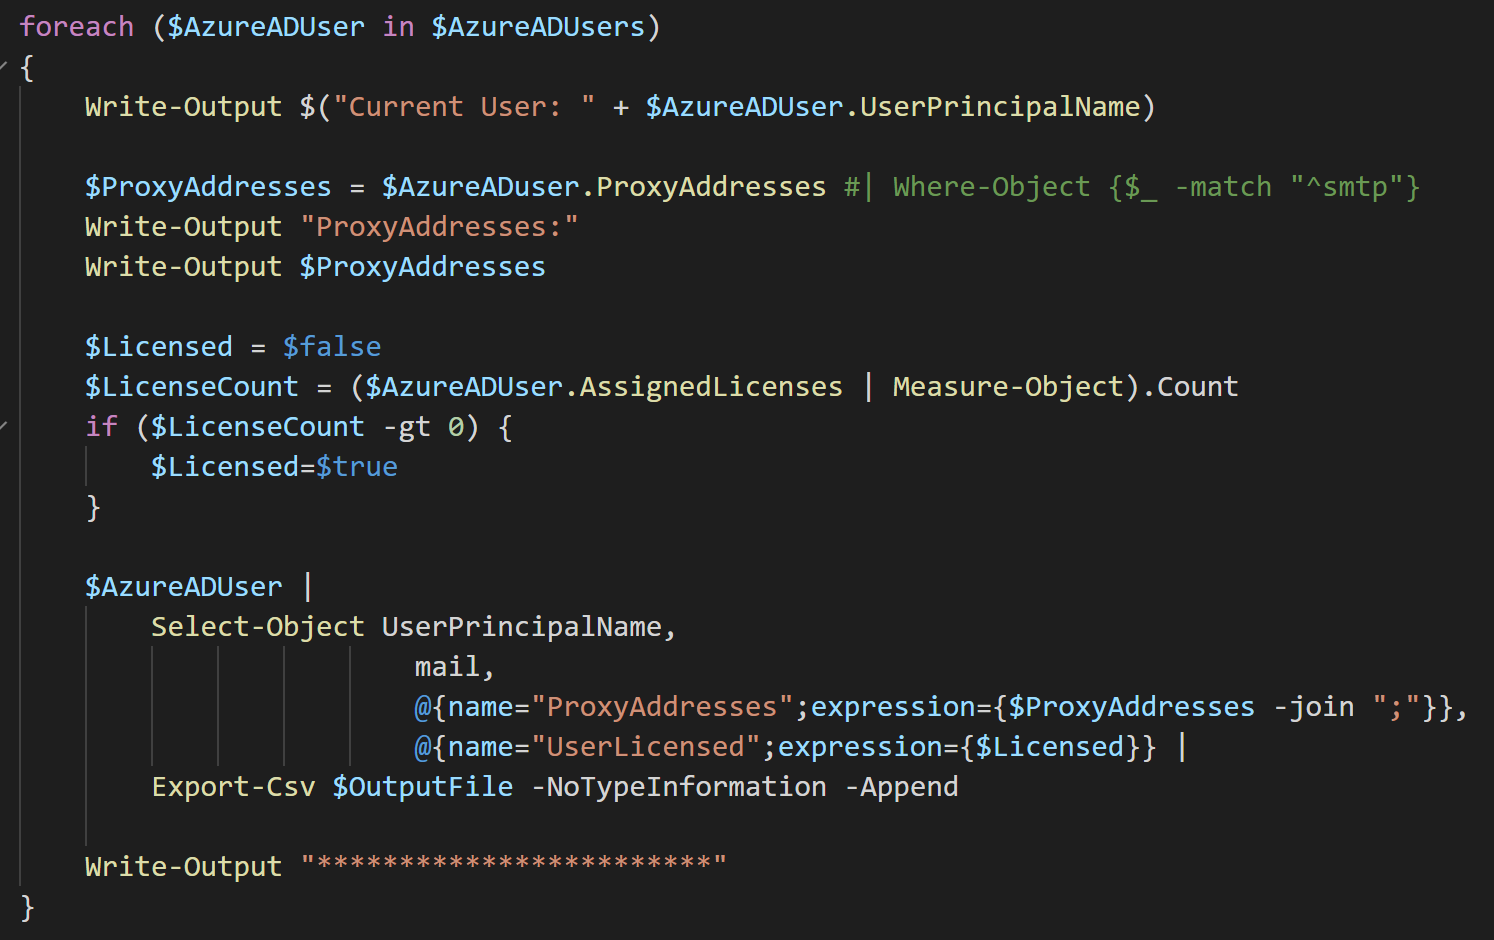 foreach ($AzureADUser in $AzureADUsers)
{
    Write-Output $("Current User: " + $AzureADUser.UserPrincipalName)

    $ProxyAddresses = $AzureADuser.ProxyAddresses #| Where-Object {$_ -match "^smtp"}
    Write-Output "ProxyAddresses:"
    Write-Output $ProxyAddresses

    $Licensed = $false
    $LicenseCount = ($AzureADUser.AssignedLicenses | Measure-Object).Count
    if ($LicenseCount -gt 0) {
        $Licensed=$true
    }

    $AzureADUser |
        Select-Object UserPrincipalName,
                        mail,
                        @{name="ProxyAddresses";expression={$ProxyAddresses -join ";"}},
                        @{name="UserLicensed";expression={$Licensed}} |
        Export-Csv $OutputFile -NoTypeInformation -Append

    Write-Output "************************"
}